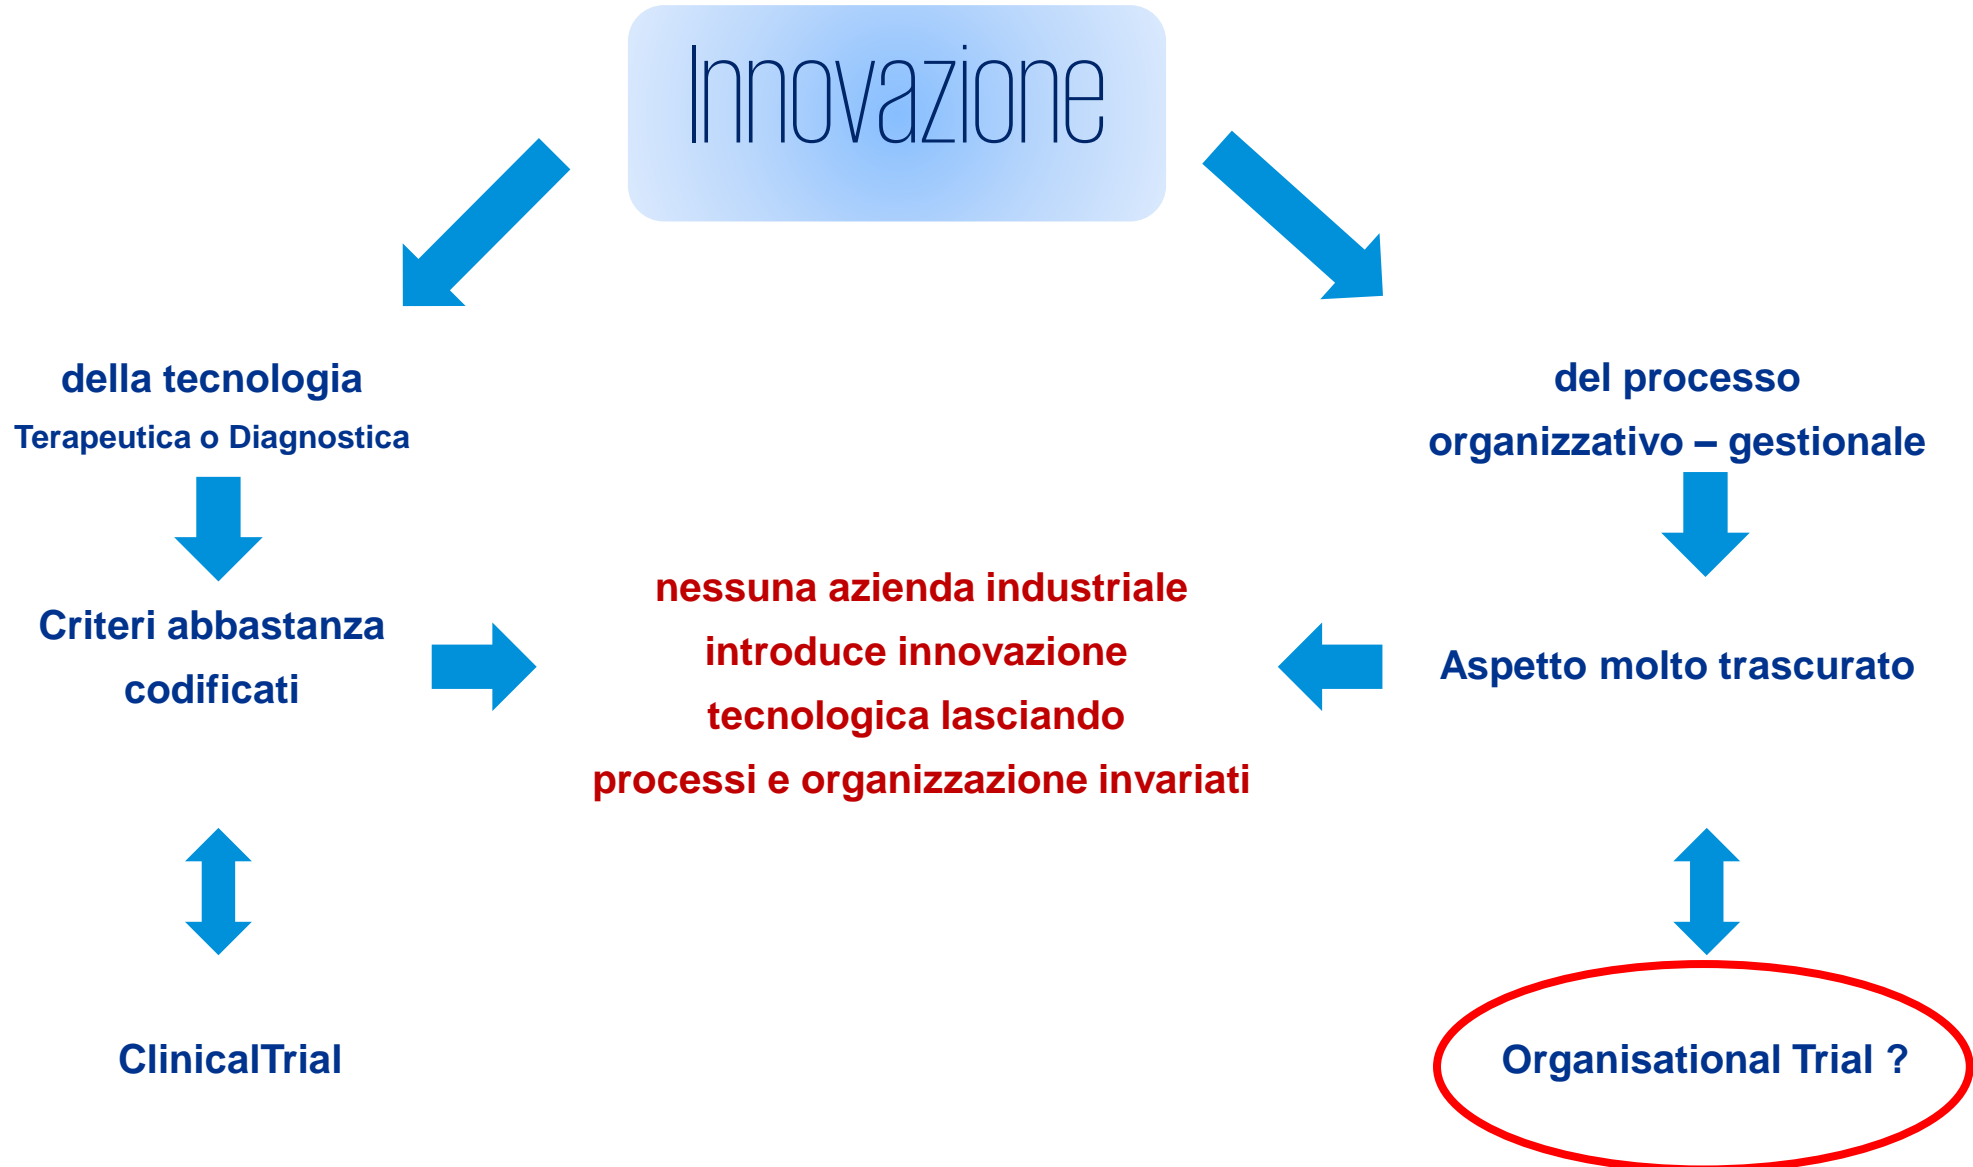 Innovazione
della tecnologia
Terapeutica o Diagnostica
Criteri abbastanza
codificati
ClinicalTrial
nessuna azienda industriale
introduce innovazione
tecnologica lasciando
processi e organizzazione invariati
del processo
organizzativo – gestionale
Aspetto molto trascurato
Organisational Trial ?